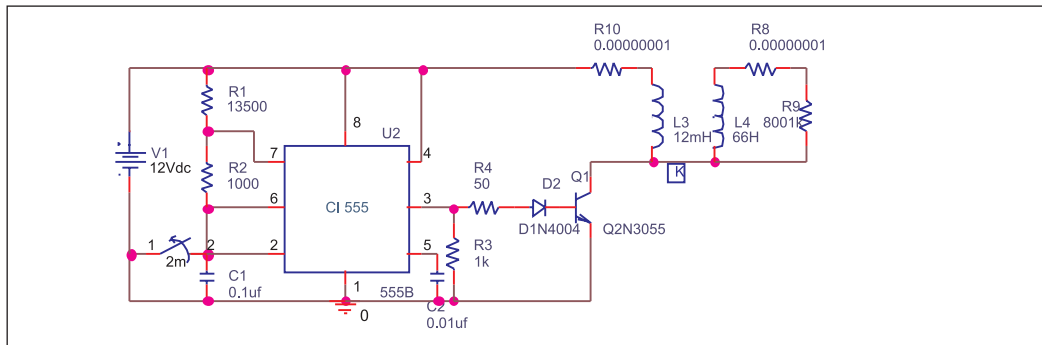 R10
0.00000001
R8
0.00000001
R1
13500
8
U2
R9
L3
12mH
L4
66H
V1
12Vdc
7
4
R2
1000
R4
50
D2
Q1
K
6
CI 555
3
D1N4004
Q2N3055
1
2
2m
2
5
R3
1k
C1
0.1uf
1
555B
C2
0.01uf
0